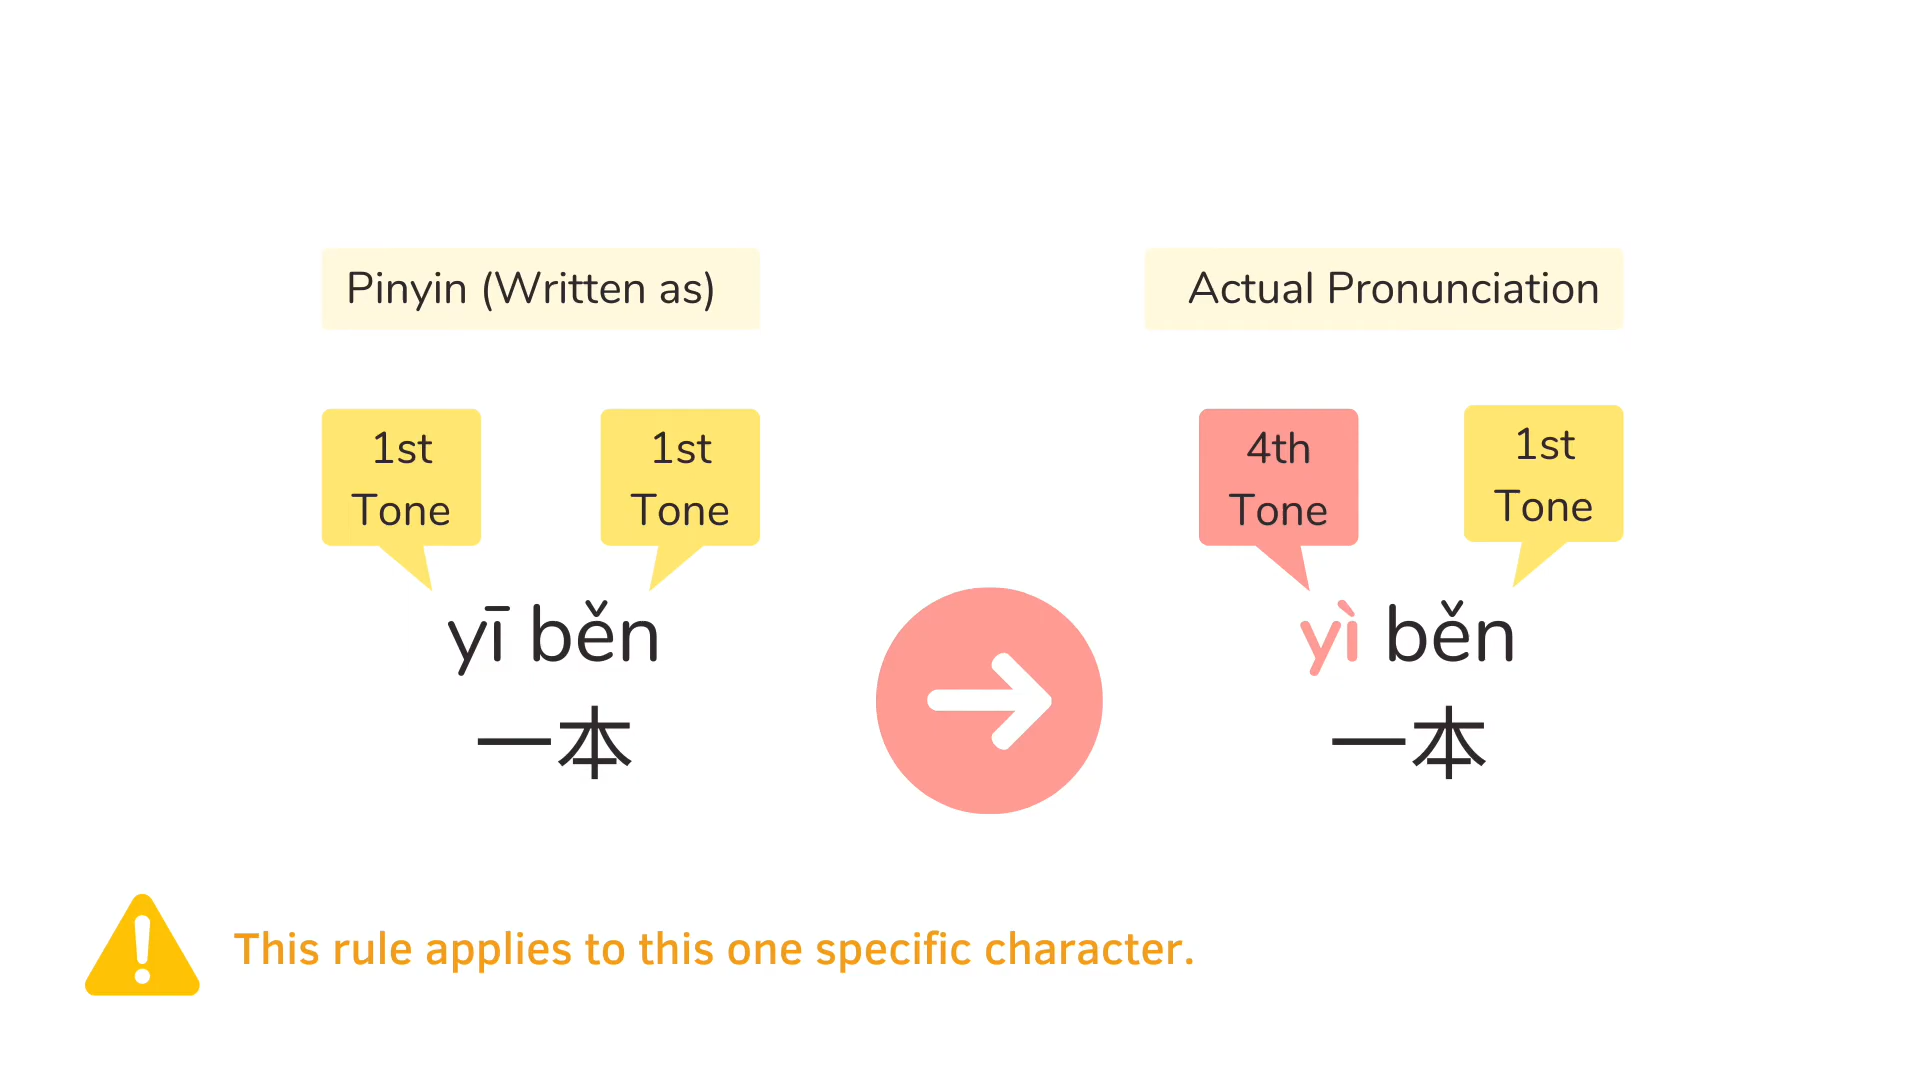 Pinyin (Written as)
Actual Pronunciation
1st
Tone
1st
Tone
4th
Tone
1st
Tone
yī běn
yì běn
一本
一本
This rule applies to this one specific character.